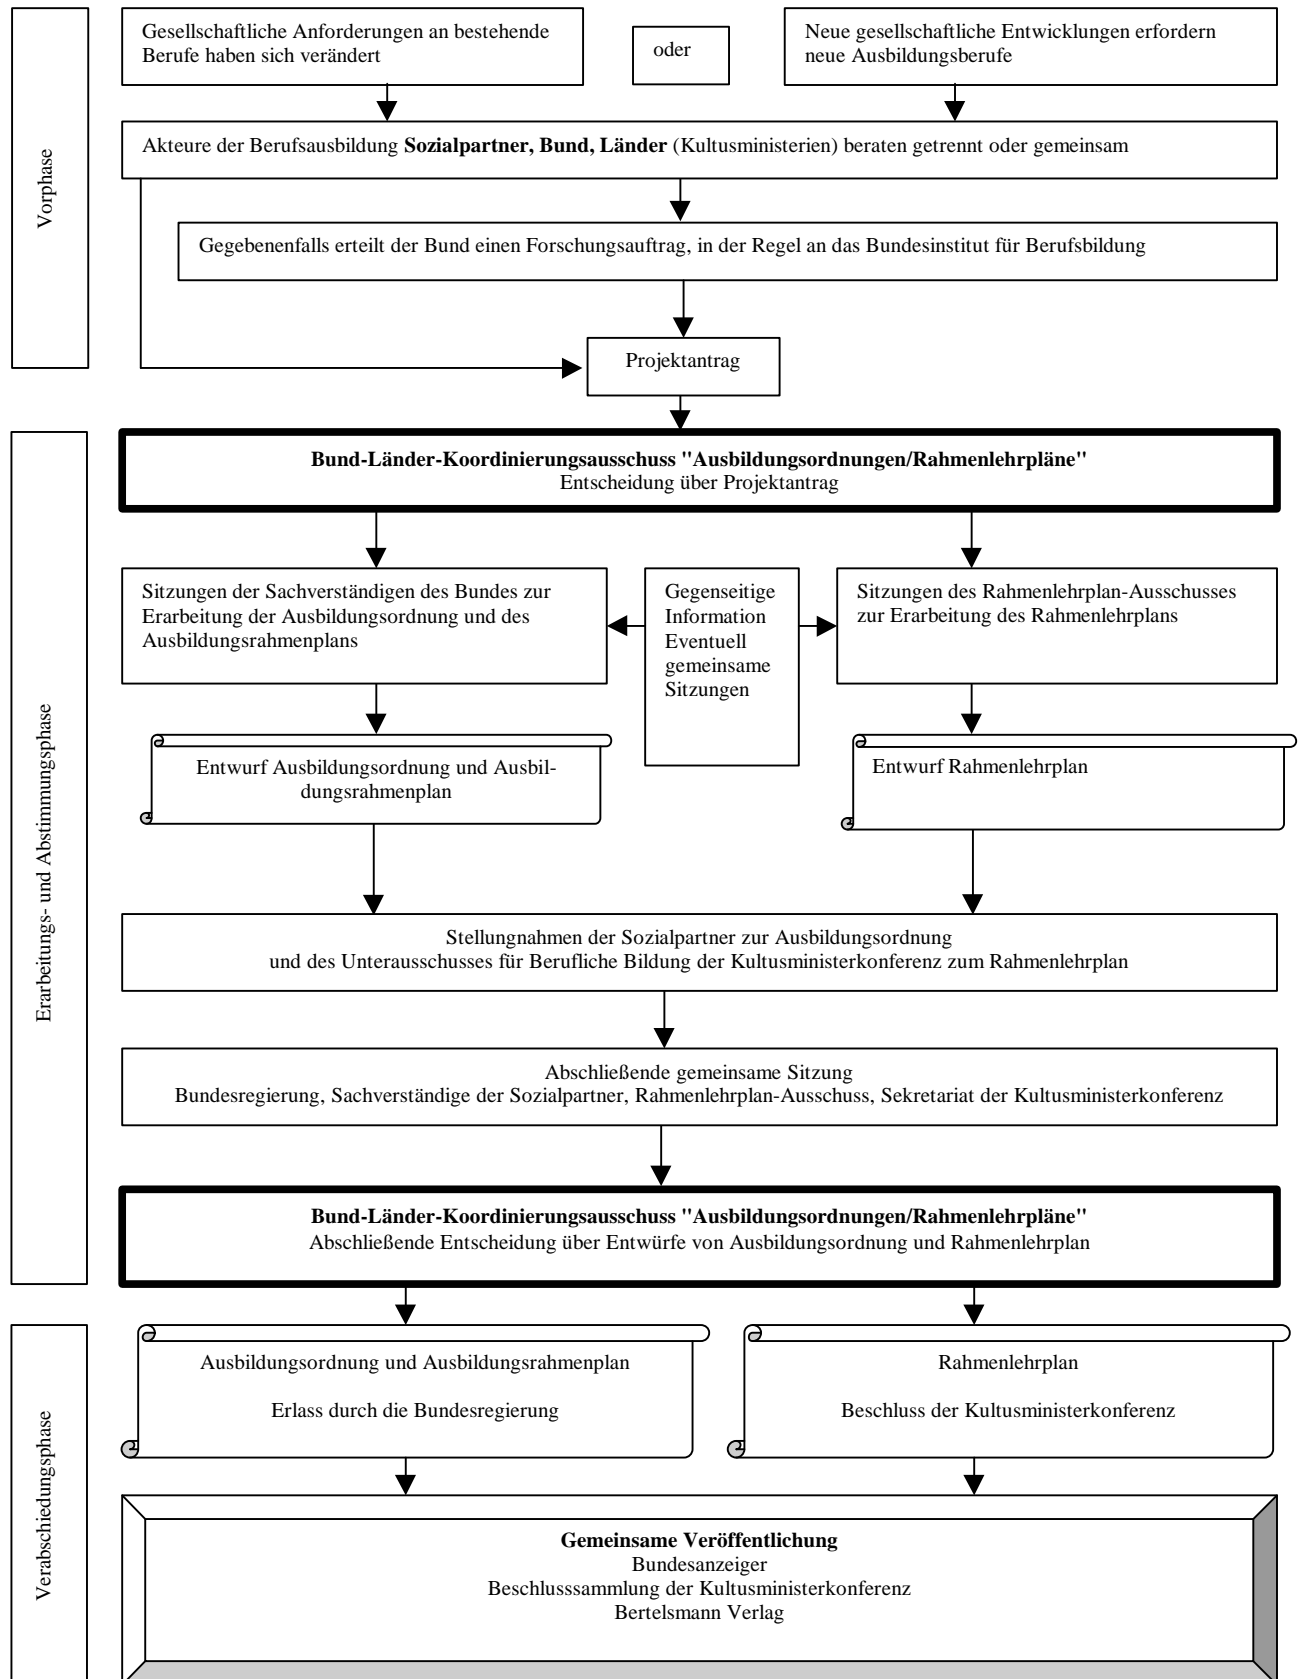 Vorphase
Gesellschaftliche Anforderungen an bestehende
Berufe haben sich verändert
oder
Neue gesellschaftliche Entwicklungen erfordern
neue Ausbildungsberufe
Akteure der Berufsausbildung Sozialpartner, Bund, Länder (Kultusministerien) beraten getrennt oder gemeinsam
Gegebenenfalls erteilt der Bund einen Forschungsauftrag, in der Regel an das Bundesinstitut für Berufsbildung
Projektantrag
Erarbeitungs- und Abstimmungsphase
Bund-Länder-Koordinierungsausschuss "Ausbildungsordnungen/Rahmenlehrpläne"
Entscheidung über Projektantrag
Sitzungen der Sachverständigen des Bundes zur
Erarbeitung der Ausbildungsordnung und des
Ausbildungsrahmenplans
Gegenseitige
Information
Eventuell
gemeinsame
Sitzungen
Sitzungen des Rahmenlehrplan-Ausschusses
zur Erarbeitung des Rahmenlehrplans
Entwurf Ausbildungsordnung und Ausbil-
dungsrahmenplan
Entwurf Rahmenlehrplan
Stellungnahmen der Sozialpartner zur Ausbildungsordnung
und des Unterausschusses für Berufliche Bildung der Kultusministerkonferenz zum Rahmenlehrplan
Abschließende gemeinsame Sitzung
Bundesregierung, Sachverständige der Sozialpartner, Rahmenlehrplan-Ausschuss, Sekretariat der Kultusministerkonferenz
Bund-Länder-Koordinierungsausschuss "Ausbildungsordnungen/Rahmenlehrpläne"
Abschließende Entscheidung über Entwürfe von Ausbildungsordnung und Rahmenlehrplan
Verabschiedungsphase
Ausbildungsordnung und Ausbildungsrahmenplan
Erlass durch die Bundesregierung
Rahmenlehrplan
Beschluss der Kultusministerkonferenz
Gemeinsame Veröffentlichung
Bundesanzeiger
Beschlusssammlung der Kultusministerkonferenz
Bertelsmann Verlag